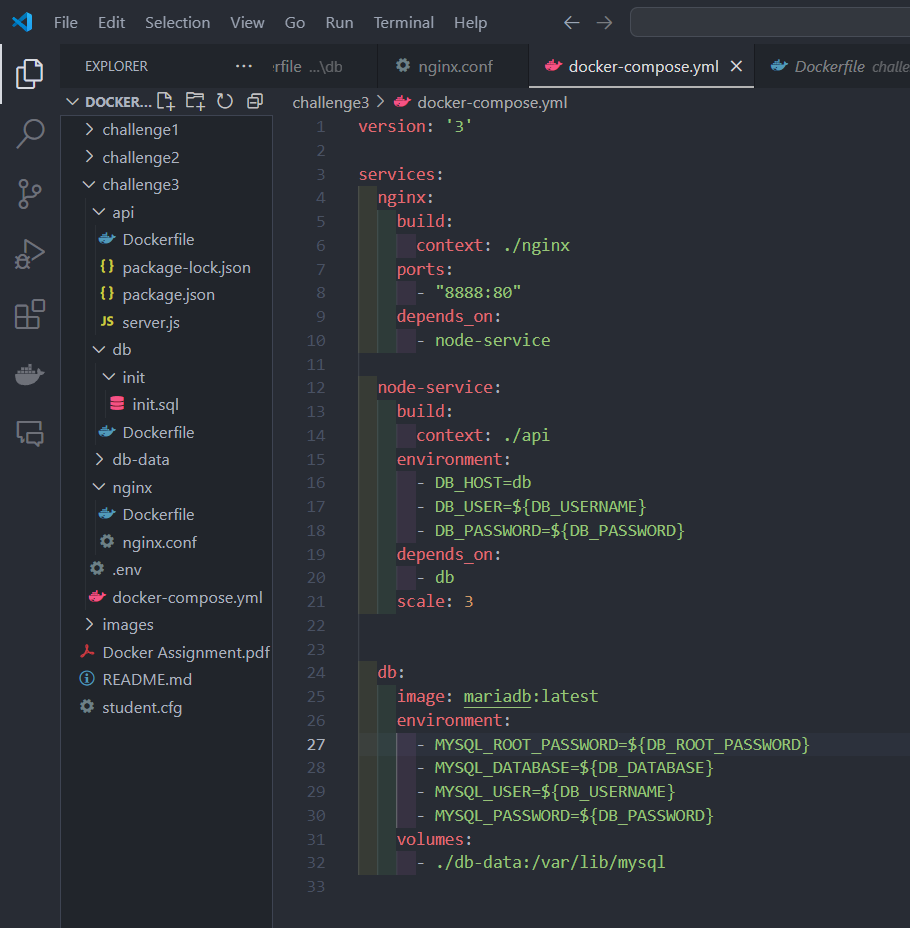 File Edit Selection View Go Run Terminal Help
EXPLORER
erfile ...\db
nginx.conf
docker-compose.yml
Dockerfile challe
DOCKER...
challenge3 > docker-compose.yml
challenge1
challenge2
challenge3
api
Dockerfile
{} package-lock.json
{} package.json
JS server.js
db
init
init.sql
Dockerfile
db-data
nginx
Dockerfile
nginx.conf
.env
docker-compose.yml
images
Docker Assignment.pdf
README.md
student.cfg
1 version: '3'
2
3 services:
4   nginx:
5     build:
6       context: ./nginx
7     ports:
8       - "8888:80"
9     depends_on:
10       - node-service
11
12   node-service:
13     build:
14       context: ./api
15     environment:
16       - DB_HOST=db
17       - DB_USER=${DB_USERNAME}
18       - DB_PASSWORD=${DB_PASSWORD}
19     depends_on:
20       - db
21     scale: 3
22
23
24   db:
25     image: mariadb:latest
26     environment:
27       - MYSQL_ROOT_PASSWORD=${DB_ROOT_PASSWORD}
28       - MYSQL_DATABASE=${DB_DATABASE}
29       - MYSQL_USER=${DB_USERNAME}
30       - MYSQL_PASSWORD=${DB_PASSWORD}
31     volumes:
32       - ./db-data:/var/lib/mysql
33